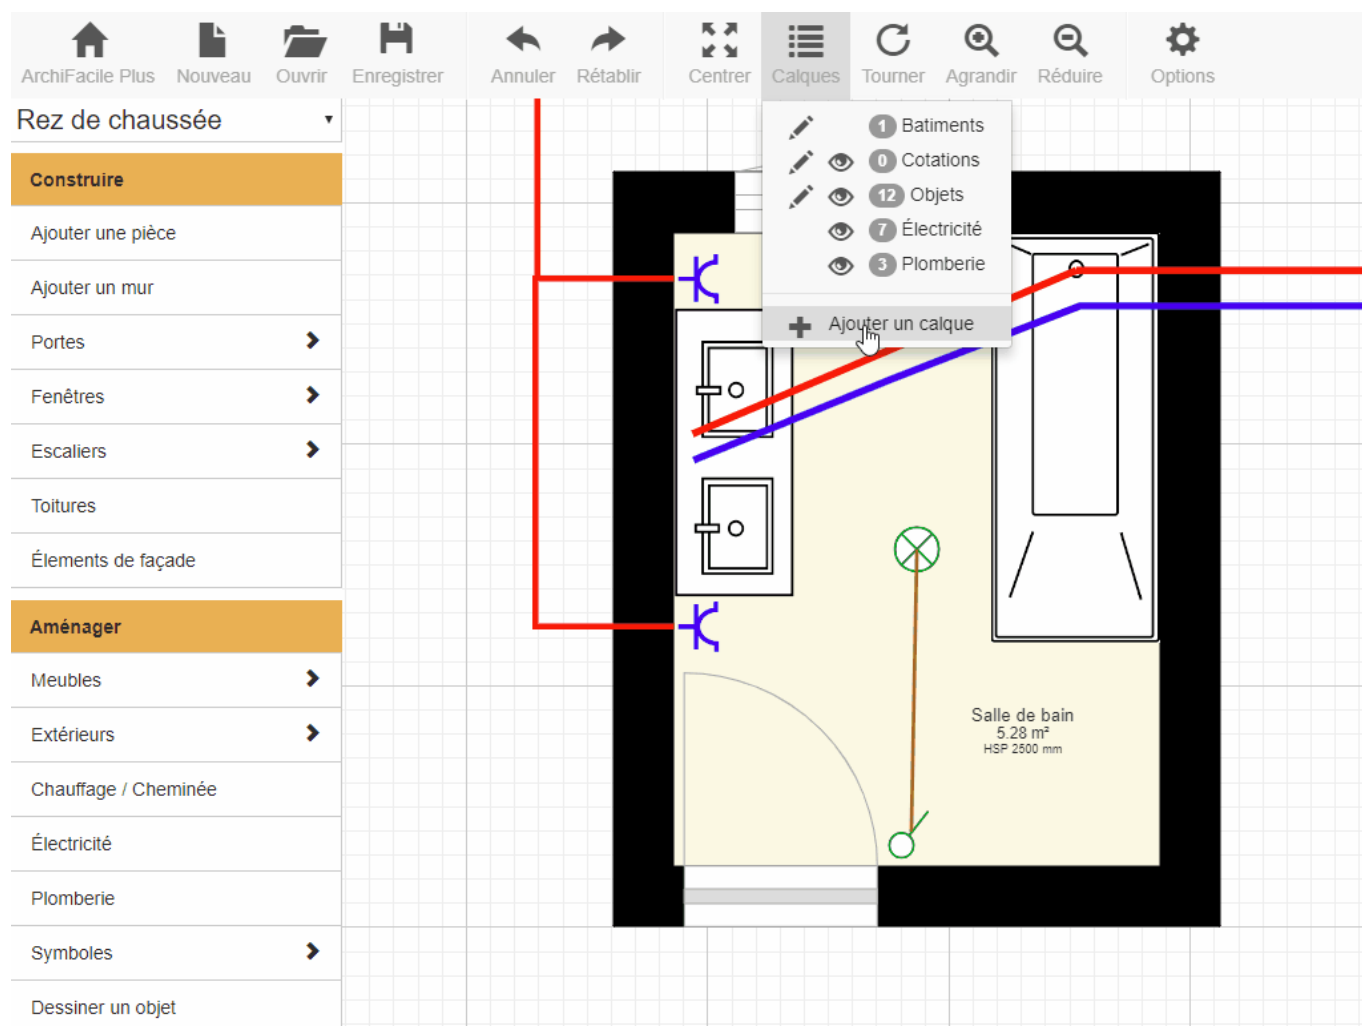 ArchiFacile Plus Nouveau Ouvrir Enregistrer Annuler Rétablir Centrer Calques Tourner Agrandir Réduire Options
Rez de chaussée
Construire
Ajouter une pièce
Ajouter un mur
Portes
Fenêtres
Escaliers
Toitures
Élements de façade
Aménager
Meubles
Extérieurs
Chauffage / Cheminée
Électricité
Plomberie
Symboles
Dessiner un objet
1 Batiments
0 Cotations
12 Objets
7 Électricité
3 Plomberie
Ajouter un calque
Salle de bain
5.28 m²
HSP 2500 mm